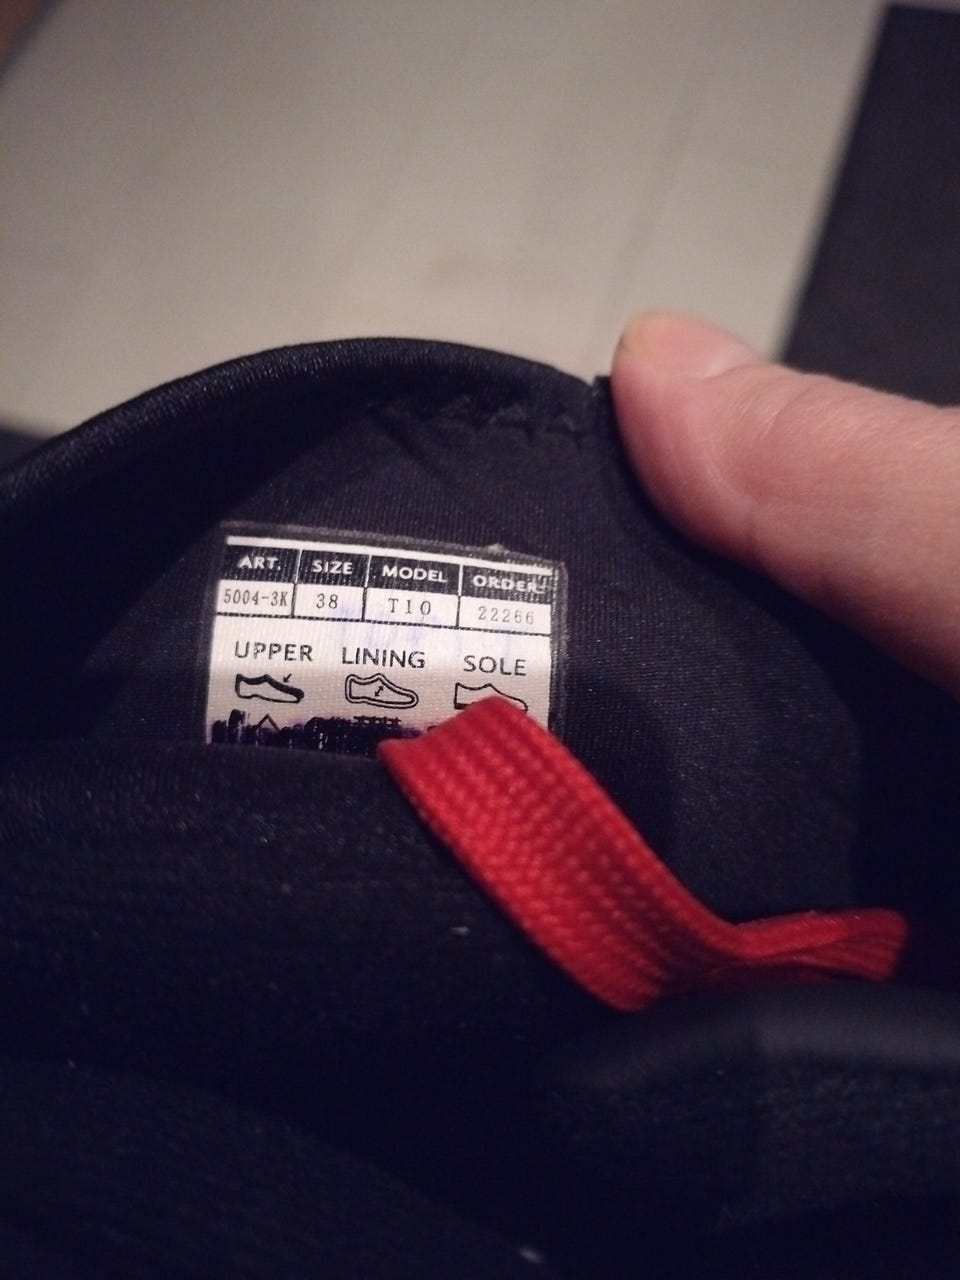 ART. SIZE MODEL ORDER.
5004-3K 38 T10 22266
UPPER LINING SOLE